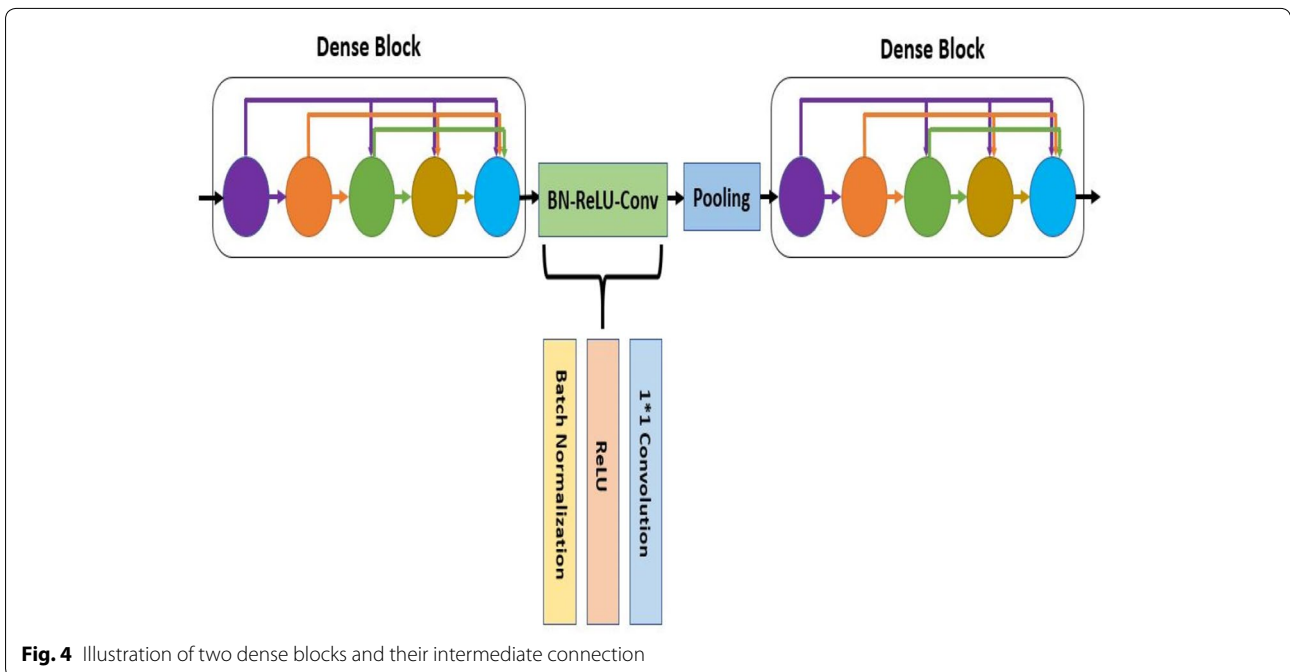 Dense Block
Dense Block
BN-ReLU-Conv
Pooling
Batch Normalization
ReLU
1*1 Convolution
Fig. 4 Illustration of two dense blocks and their intermediate connection